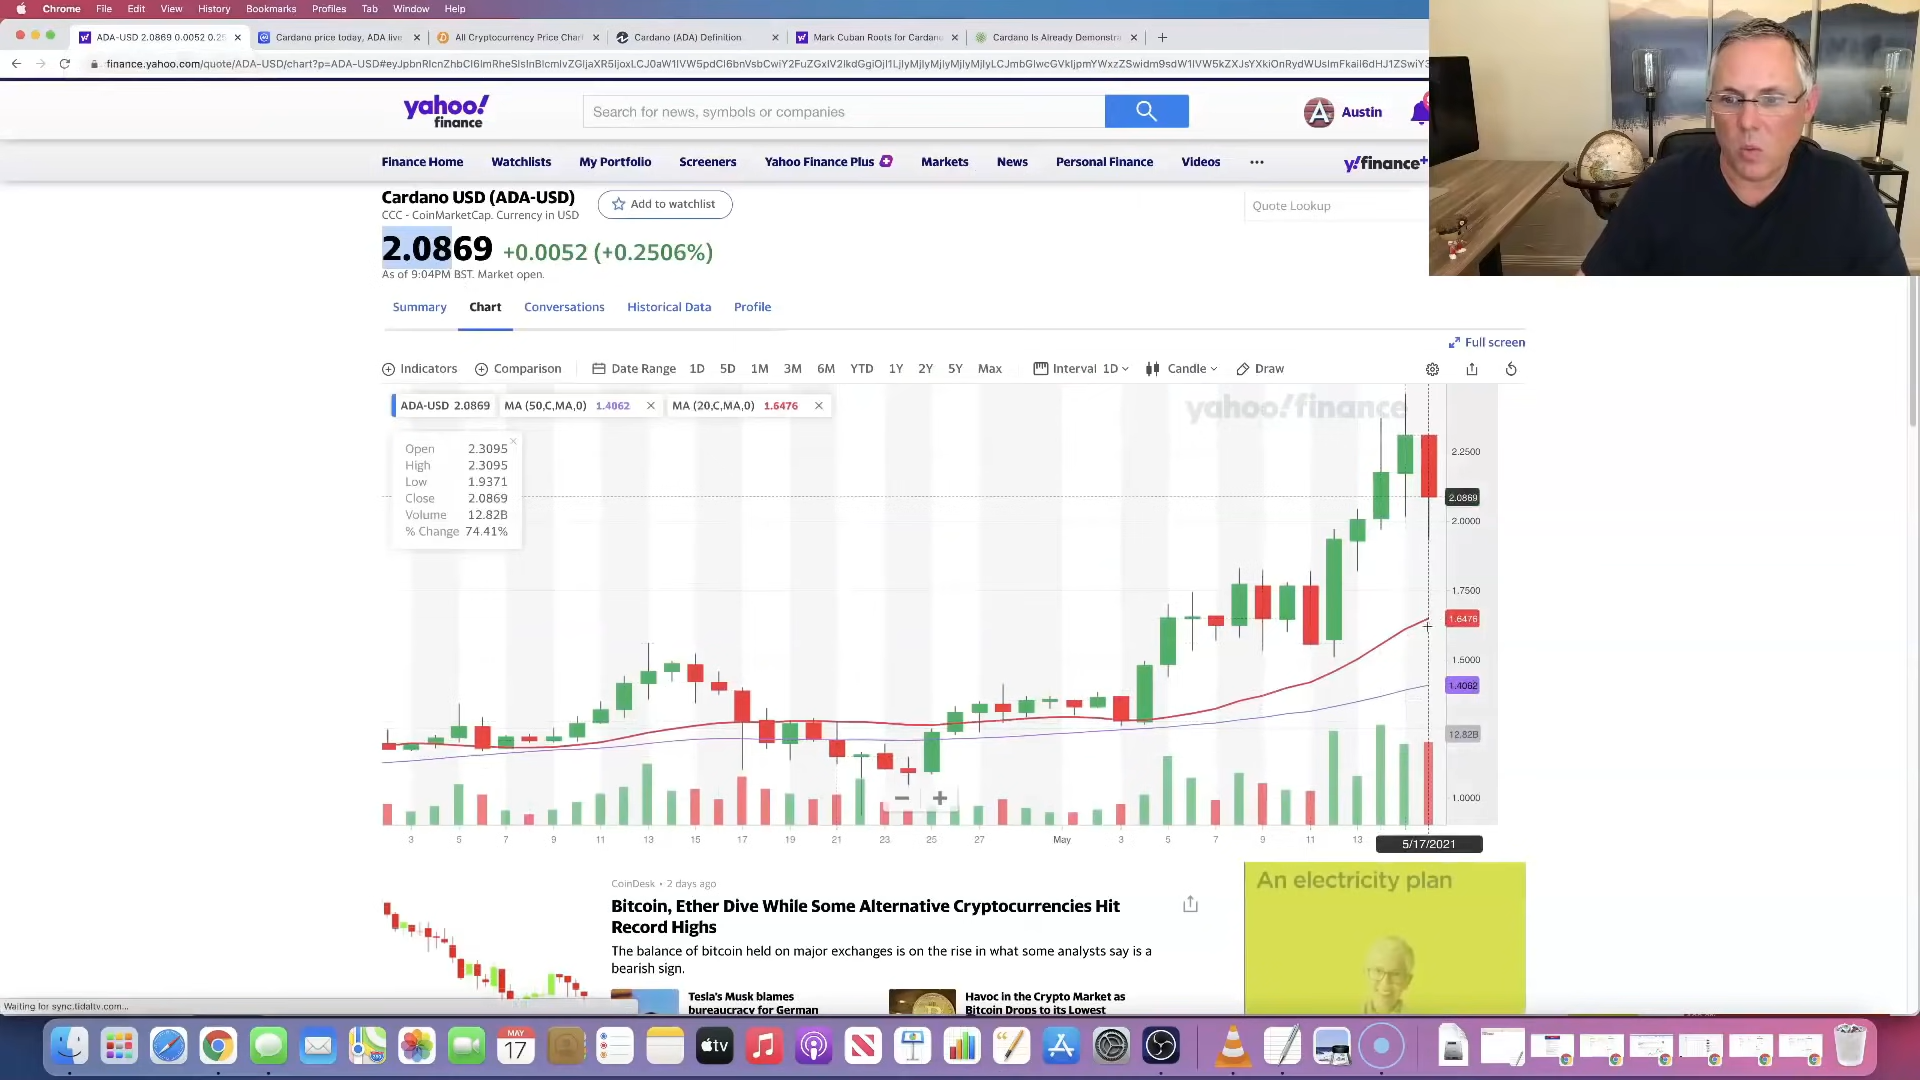 Chrome File Edit View History Bookmarks Profiles Tab Window Help
ADA-USD 2.0869 0.0052 0.25
Cardano price today, ADA live
All Cryptocurrency Price Chart
Cardano (ADA) Definition
Mark Cuban Roots for Cardano
Cardano Is Already Demonstra
yahoo!
finance
Search for news, symbols or companies
Austin
Finance Home Watchlists My Portfolio Screeners Yahoo Finance Plus Markets News Personal Finance Videos ...
y!finance+
Cardano USD (ADA-USD)
Add to watchlist
Quote Lookup
CCC - CoinMarketCap. Currency in USD
2.0869 +0.0052 (+0.2506%)
As of 9:04PM BST. Market open.
Summary Chart Conversations Historical Data Profile
Full screen
Indicators Comparison Date Range 1D 5D 1M 3M 6M YTD 1Y 2Y 5Y Max Interval 1D Candle Draw
ADA-USD 2.0869 MA (50,C,MA,0) 1.4062 MA (20,C,MA,0) 1.6476
yahoo!finance
Open 2.3095
High 2.3095
Low 1.9371
Close 2.0869
Volume 12.82B
% Change 74.41%
2.2500
2.0869
2.0000
1.7500
1.6476
1.5000
1.4062
12.82B
1.0000
3 5 7 9 11 13 15 17 19 21 23 25 27 May 3 5 7 9 11 13
5/17/2021
CoinDesk • 2 days ago
Bitcoin, Ether Dive While Some Alternative Cryptocurrencies Hit
Record Highs
The balance of bitcoin held on major exchanges is on the rise in what some analysts say is a
bearish sign.
Tesla's Musk blames
bureaucracy for German
Havoc in the Crypto Market as
Bitcoin Drops to its Lowest
An electricity plan
Waiting for sync.tidaltv.com...
MAY
17
tv